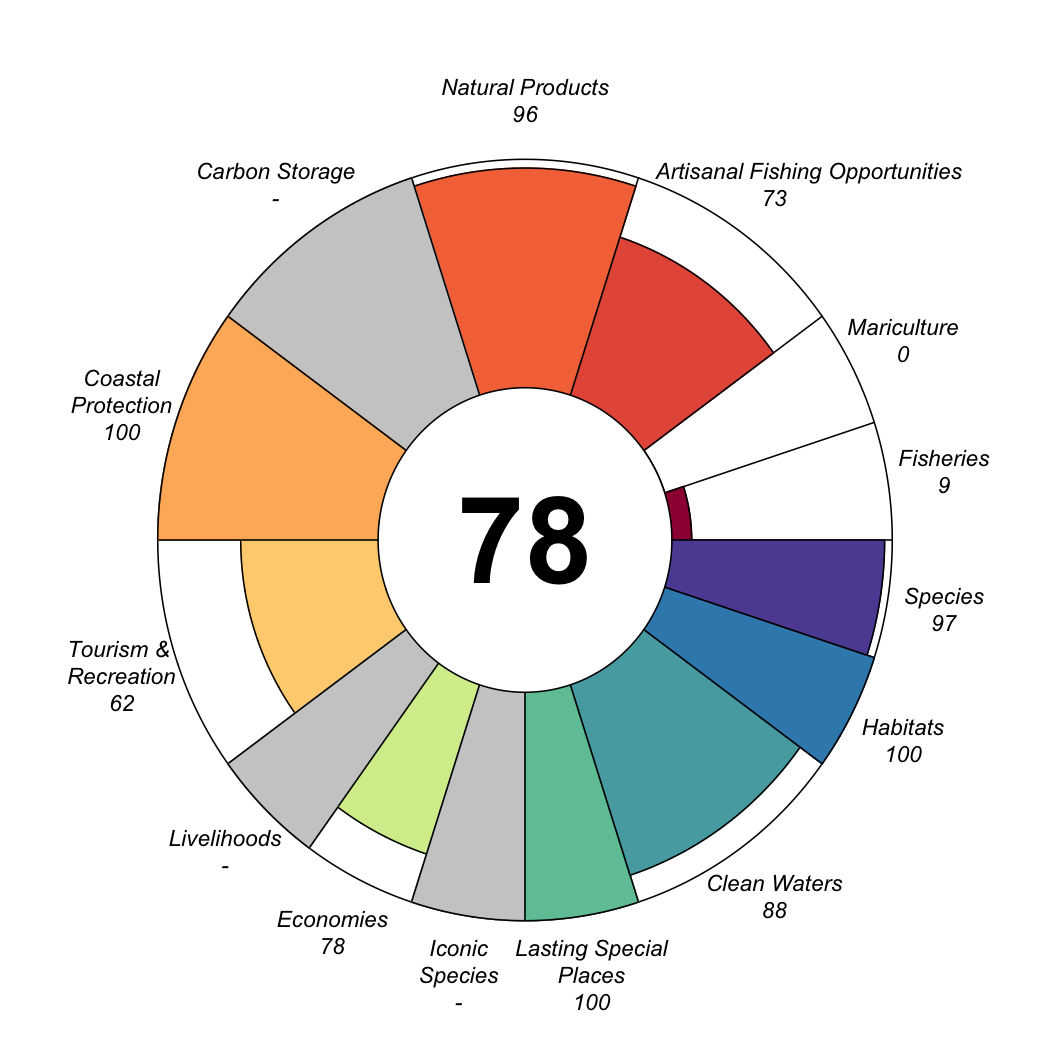 Natural Products
96
Carbon Storage
-
Artisanal Fishing Opportunities
73
Mariculture
0
Coastal
Protection
100
Fisheries
9
78
Species
97
Tourism &
Recreation
62
Habitats
100
Livelihoods
-
Clean Waters
88
Economies
78
Iconic
Species
-
Lasting Special
Places
100